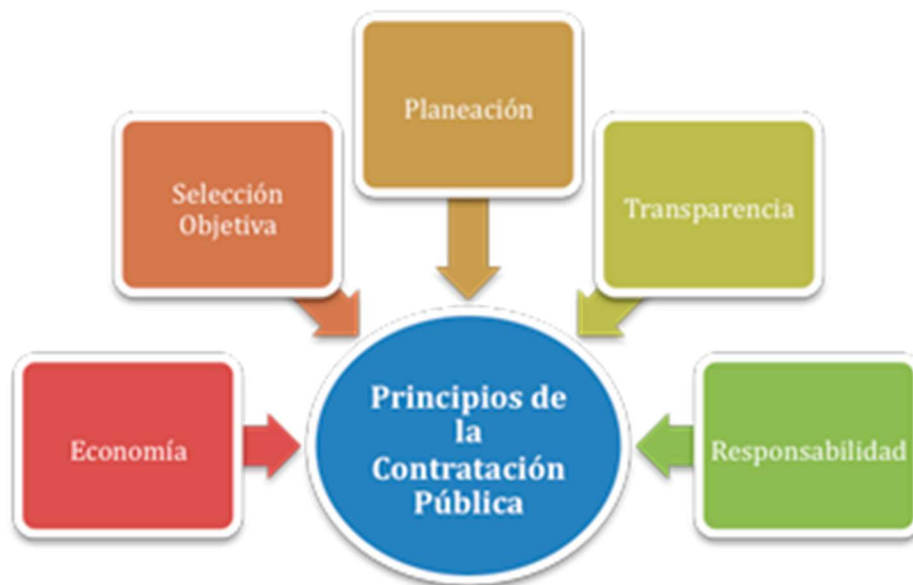 Planeación
Selección
Objetiva
Transparencia
Economía
Principios de
la
Contratación
Pública
Responsabilidad